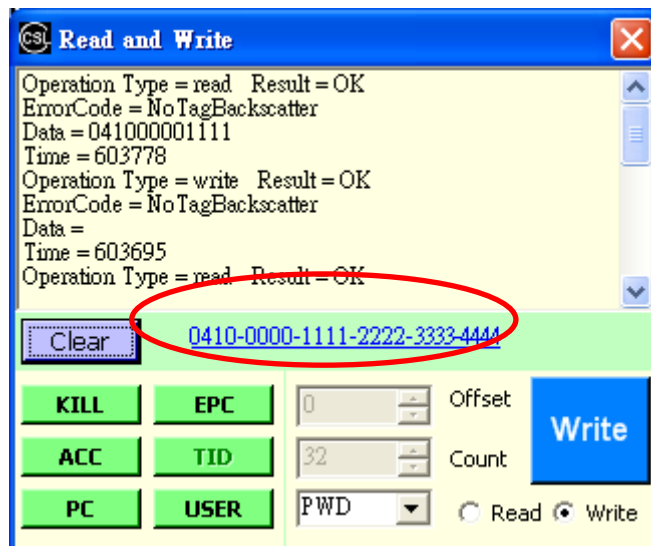 CSL Read and Write
Operation Type = read Result = OK
ErrorCode = NoTagBackscatter
Data = 041000001111
Time = 603778
Operation Type = write Result = OK
ErrorCode = NoTagBackscatter
Data =
Time = 603695
Operation Type = read Result = OK
Clear 0410-0000-1111-2222-3333-4444
KILL EPC 0 Offset
Write
ACC TID 32 Count
PC USER PWD Read Write